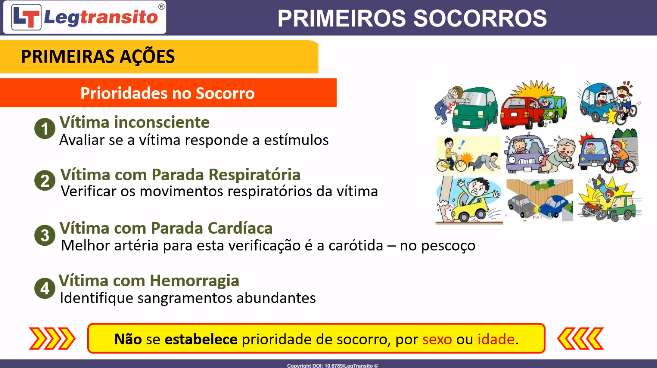 LT Legtransito®
PRIMEIROS SOCORROS
PRIMEIRAS AÇÕES
Prioridades no Socorro
1 Vítima inconsciente
Avaliar se a vítima responde a estímulos
2 Vítima com Parada Respiratória
Verificar os movimentos respiratórios da vítima
3 Vítima com Parada Cardíaca
Melhor artéria para esta verificação é a carótida – no pescoço
4 Vítima com Hemorragia
Identifique sangramentos abundantes
Não se estabelece prioridade de socorro, por sexo ou idade.
Copyright DOI: 10.6789/LegTransito ©